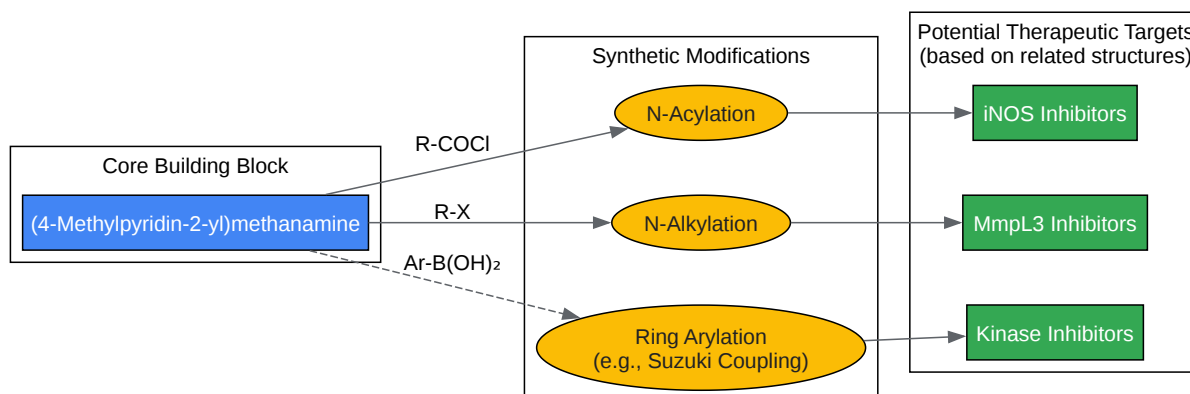 Core Building Block
(4-Methylpyridin-2-yl)methanamine
R-COCl
R-X
Ar-B(OH)₂
Synthetic Modifications
N-Acylation
N-Alkylation
Ring Arylation
(e.g., Suzuki Coupling)
Potential Therapeutic Targets
(based on related structures)
iNOS Inhibitors
MmpL3 Inhibitors
Kinase Inhibitors